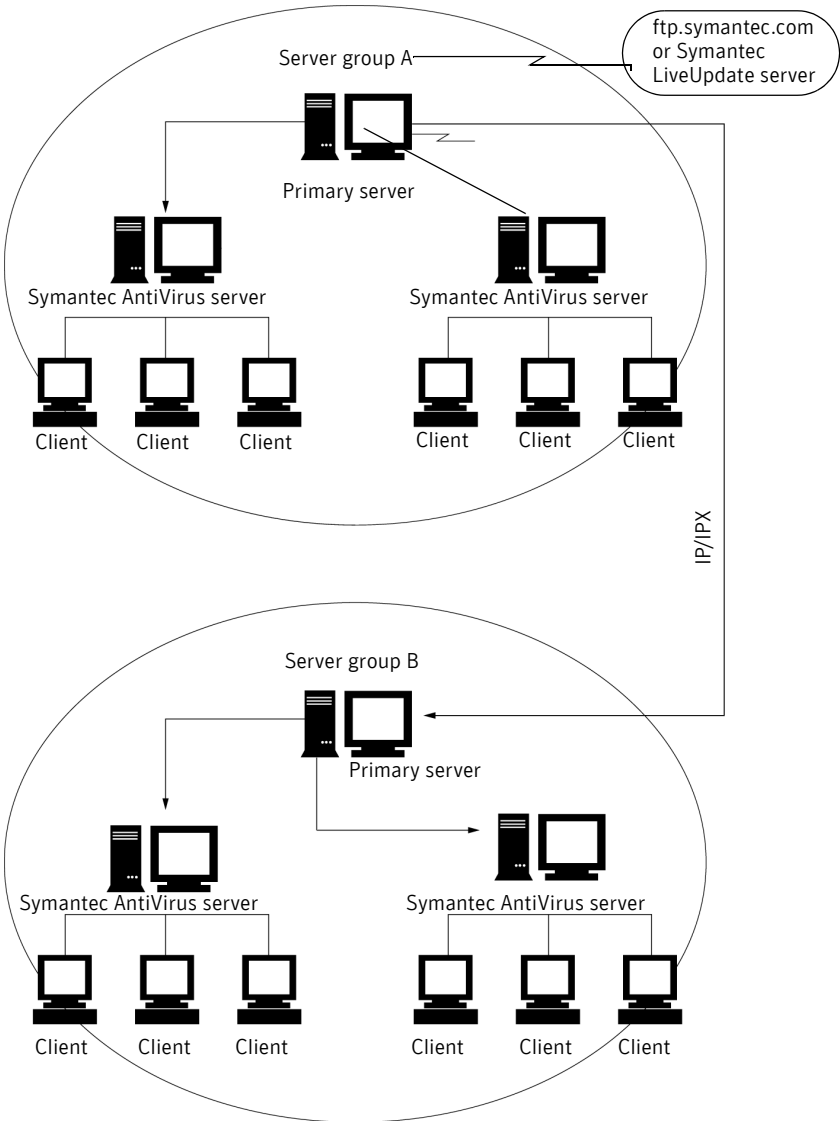 ftp.symantec.com
or Symantec
LiveUpdate server
Server group A
Primary server
Symantec AntiVirus server
Symantec AntiVirus server
Client
Client
Client
Client
Client
Client
IP/IPX
Server group B
Primary server
Symantec AntiVirus server
Symantec AntiVirus server
Client
Client
Client
Client
Client
Client